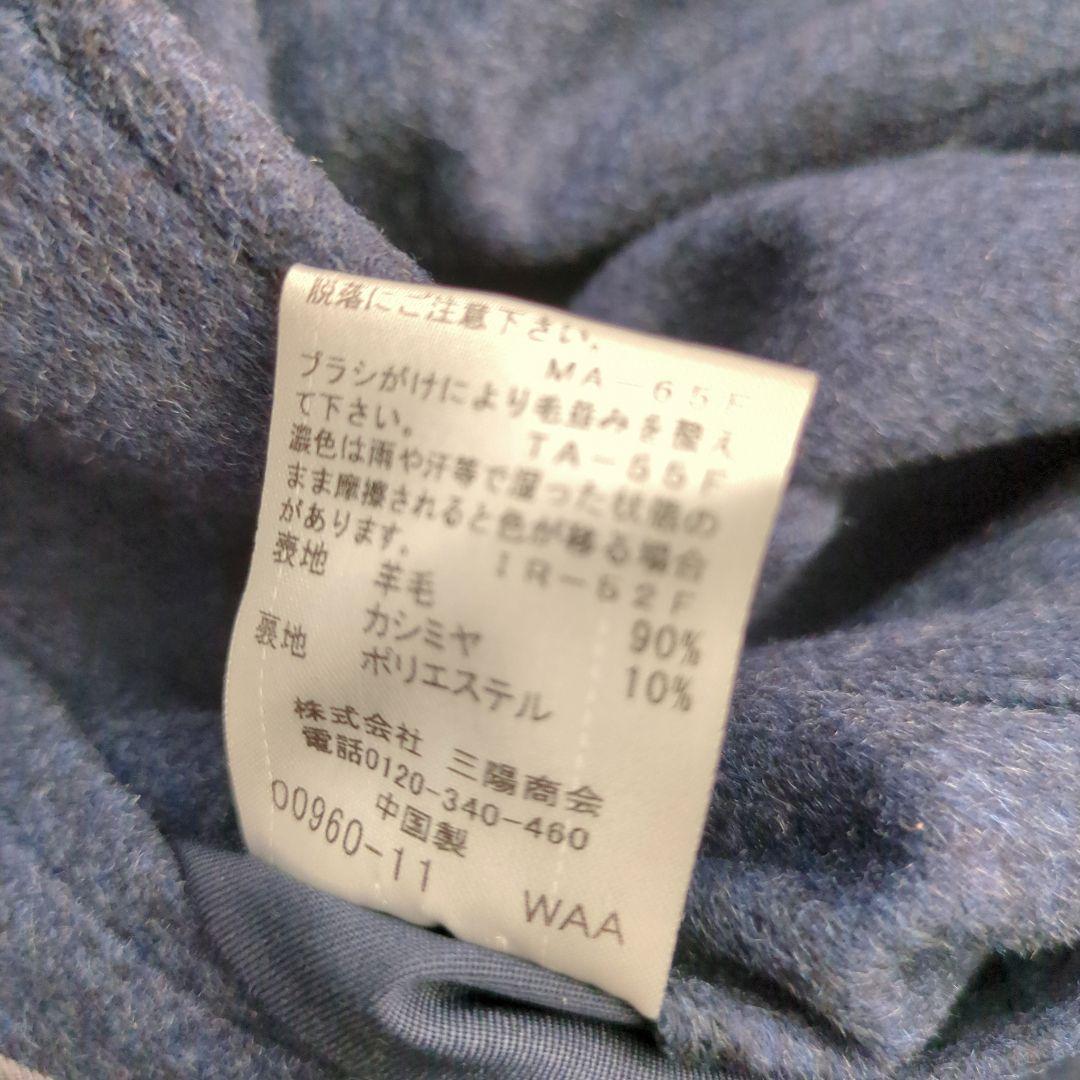 脱落にご注意下さい。
MA-65F
ブラシがけにより毛並みを整え
て下さい。
TA-55F
濃色は雨や汗等で湿った状態の
まま摩擦されると色が移る場合
があります。
IR-52F
表地 羊毛 90%
カシミヤ 10%
裏地 ポリエステル
株式会社 三陽商会
電話0120-340-460
中国製
00960-11
WAA